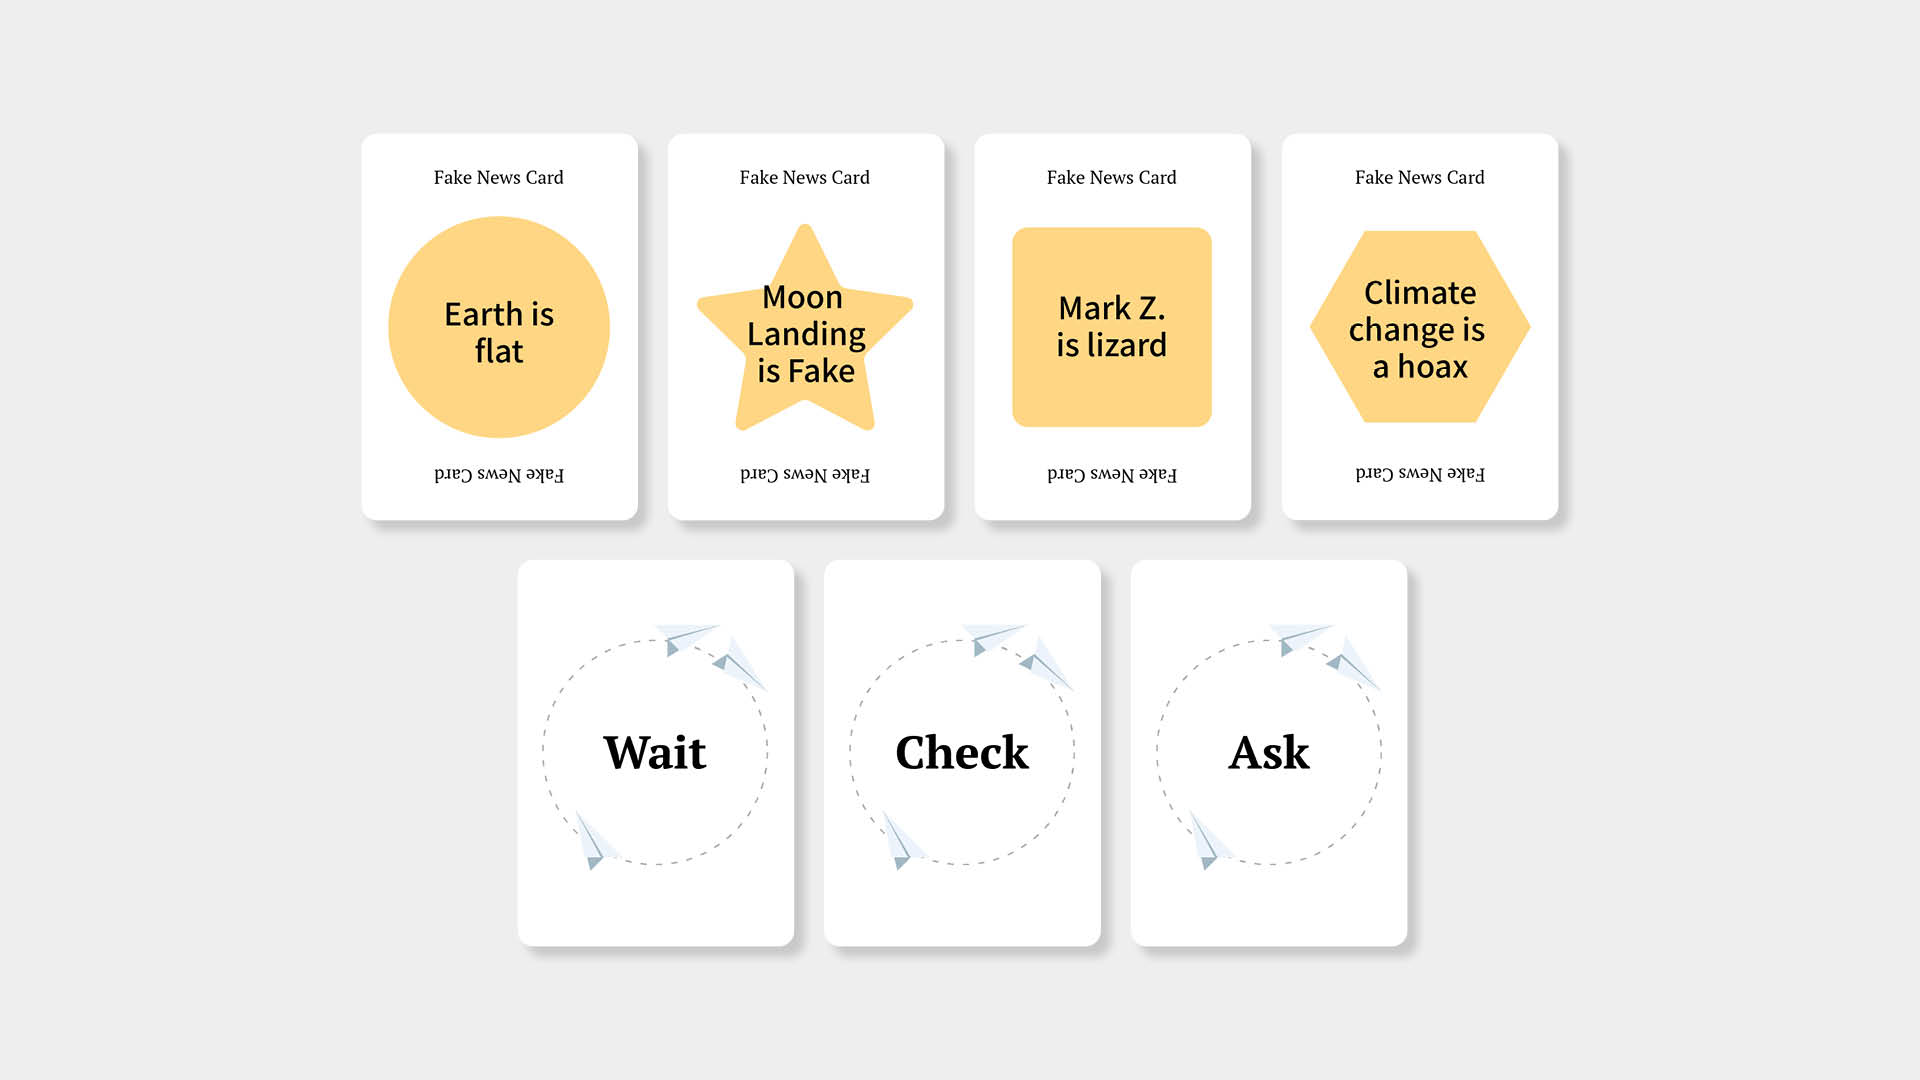 Fake News Card
Earth is
flat
Fake News Card
Fake News Card
Moon
Landing
is Fake
Fake News Card
Fake News Card
Mark Z.
is lizard
Fake News Card
Fake News Card
Climate
change is
a hoax
Fake News Card
Wait
Check
Ask